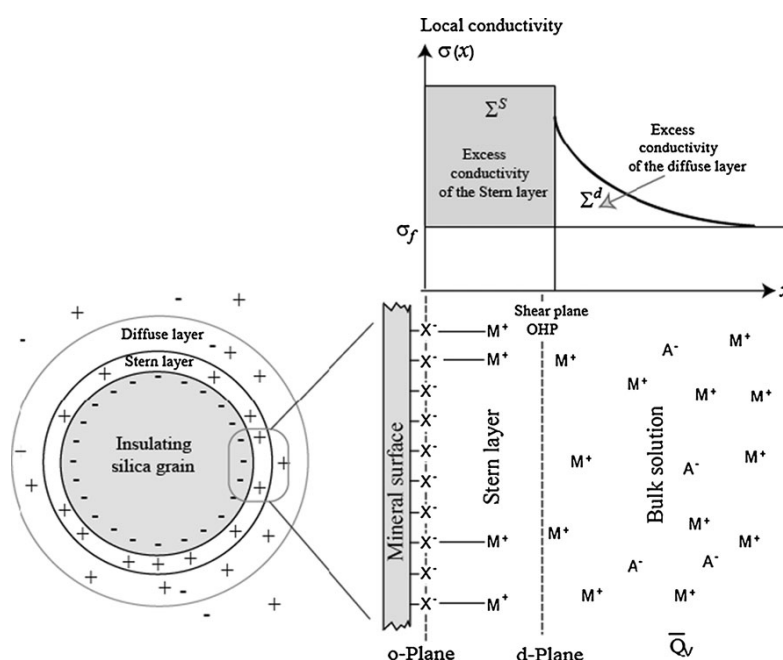 Local conductivity
σ(x)
Σ^S
Excess
conductivity
of the Stern layer
Excess
conductivity
of the diffuse layer
Σ^d
σ_f
Diffuse layer
Stern layer
Insulating
silica grain
Shear plane
OHP
Mineral surface
Stern layer
Bulk solution
X⁻ M⁺ M⁺
X⁻ M⁺ M⁺ A⁻
X⁻ M⁺ M⁺ M⁺
X⁻
X⁻ M⁺ M⁺
X⁻ A⁻
X⁻ M⁺
X⁻ M⁺ M⁺ M⁺
X⁻ A⁻ A⁻
X⁻ M⁺ M⁺ M⁺
o-Plane
d-Plane
Q̅_V